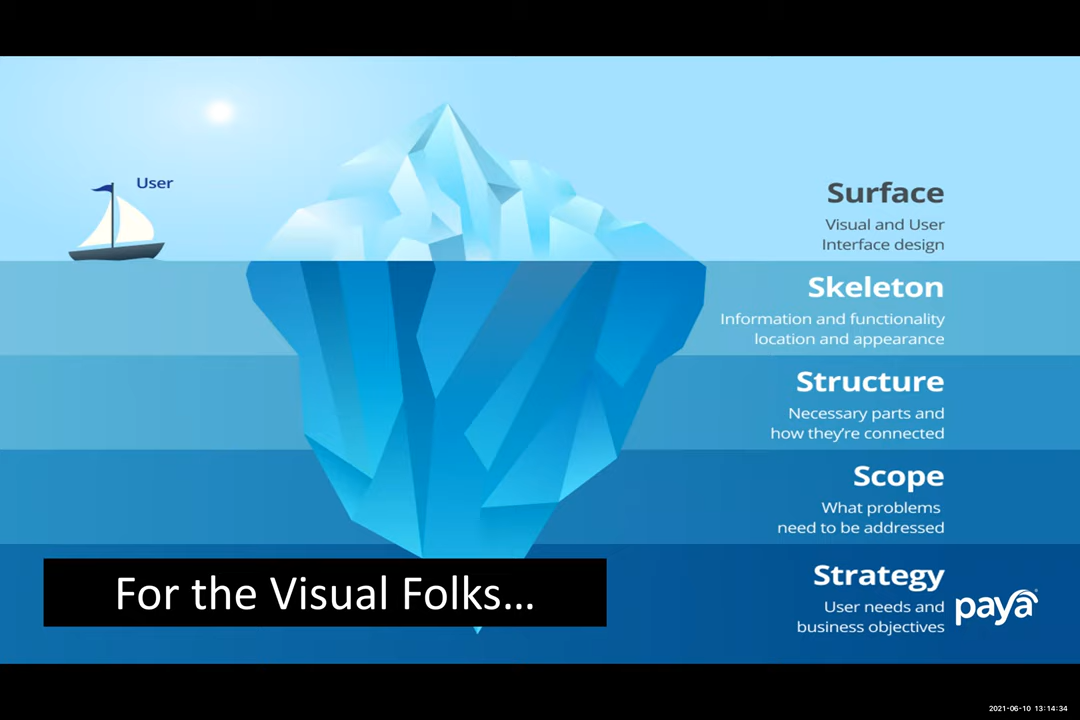 User
Surface
Visual and User
Interface design
Skeleton
Information and functionality
location and appearance
Structure
Necessary parts and
how they're connected
Scope
What problems
need to be addressed
Strategy
User needs and
business objectives
paya
For the Visual Folks...
2021-06-10 13:14:34